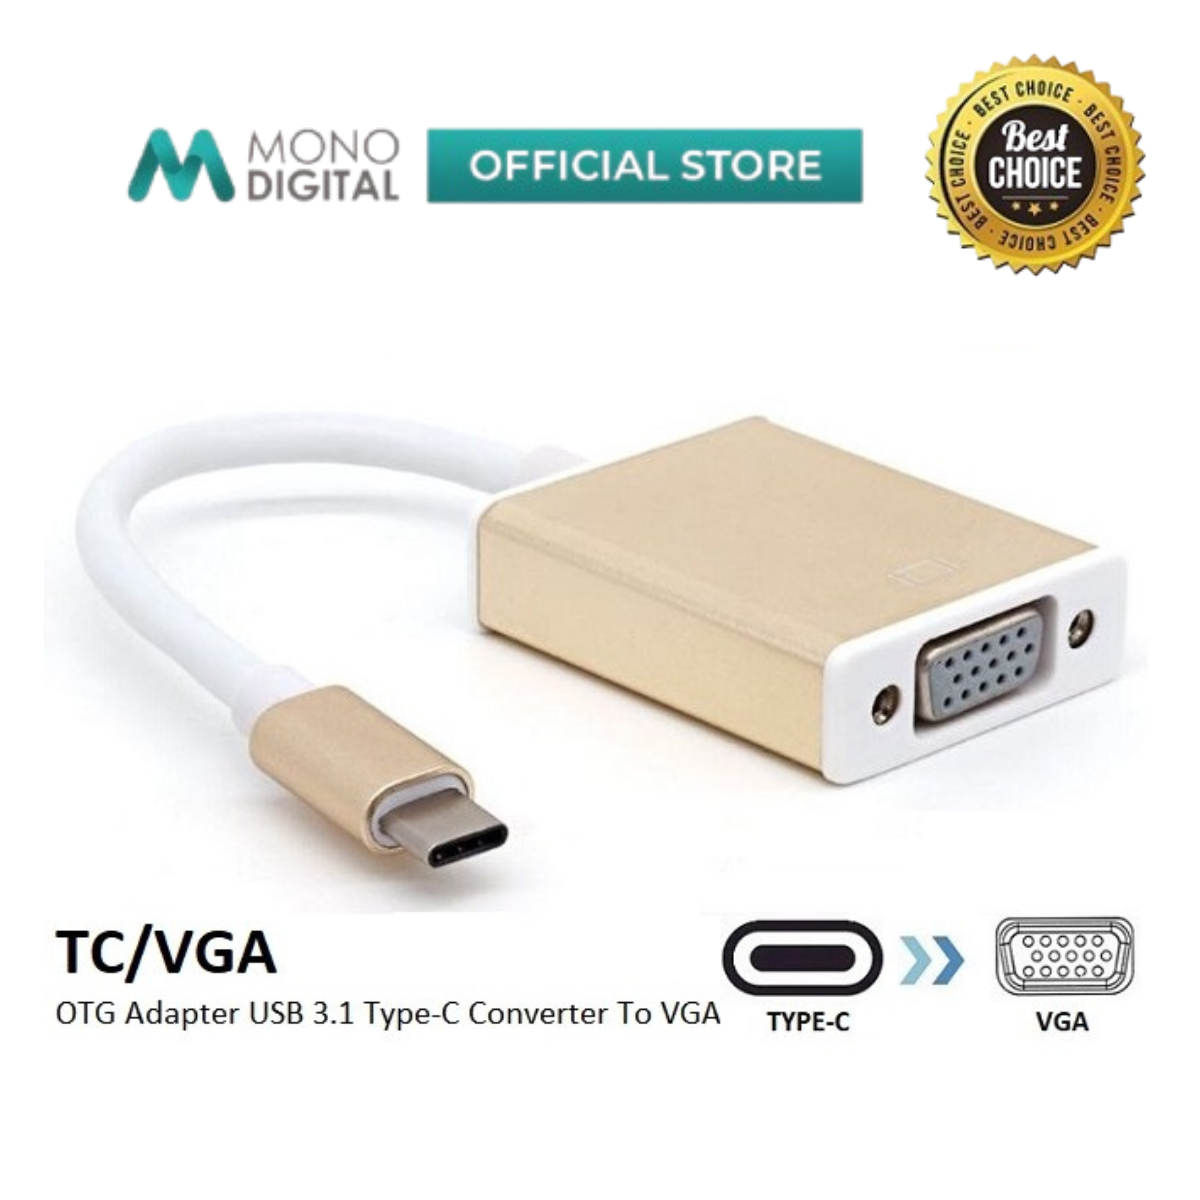 MONO
DIGITAL
OFFICIAL STORE
BEST CHOICE · BEST CHOICE · BEST CHOICE · BEST CHOICE ·
Best
CHOICE
TC/VGA
OTG Adapter USB 3.1 Type-C Converter To VGA
TYPE-C
VGA